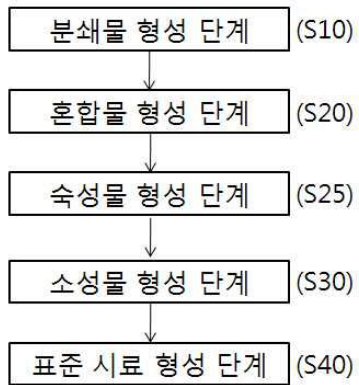 분쇄물 형성 단계 (S10)
혼합물 형성 단계 (S20)
숙성물 형성 단계 (S25)
소성물 형성 단계 (S30)
표준 시료 형성 단계 (S40)